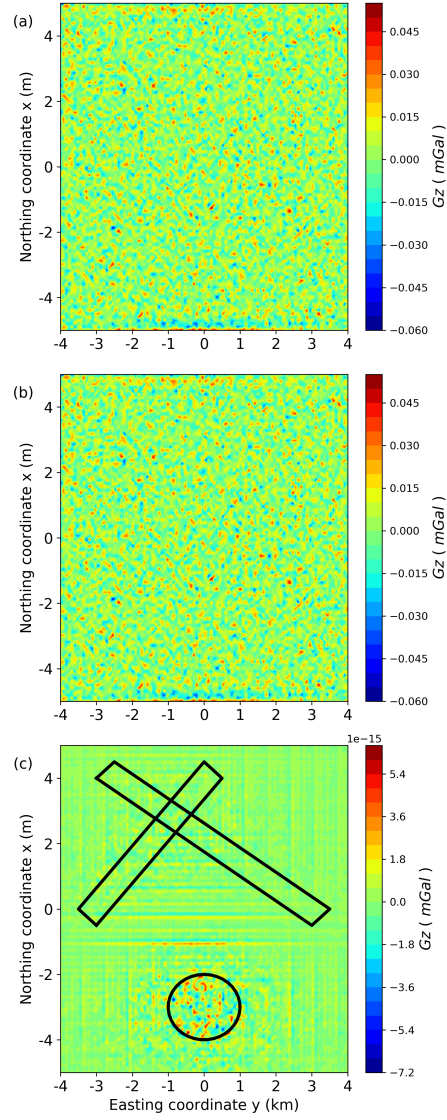 (a)
Northing coordinate x (m)
4
2
0
-2
-4
-4 -3 -2 -1 0 1 2 3 4
0.045
0.030
0.015
0.000
−0.015
−0.030
−0.045
−0.060
Gz ( mGal )
(b)
Northing coordinate x (m)
4
2
0
-2
-4
-4 -3 -2 -1 0 1 2 3 4
0.045
0.030
0.015
0.000
−0.015
−0.030
−0.045
−0.060
Gz ( mGal )
(c)
Northing coordinate x (m)
4
2
0
-2
-4
-4 -3 -2 -1 0 1 2 3 4
Easting coordinate y (km)
1e−15
5.4
3.6
1.8
0.0
−1.8
−3.6
−5.4
−7.2
Gz ( mGal )